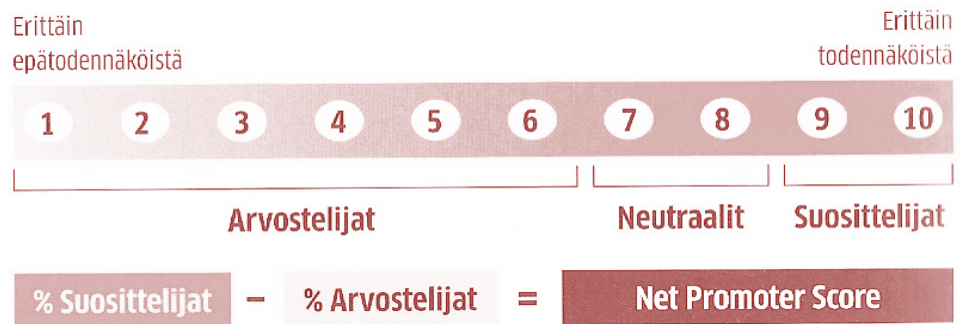 Erittäin
epätodennäköistä
Erittäin
todennäköistä
1 2 3 4 5 6 7 8 9 10
Arvostelijat Neutraalit Suosittelijat
% Suosittelijat – % Arvostelijat = Net Promoter Score